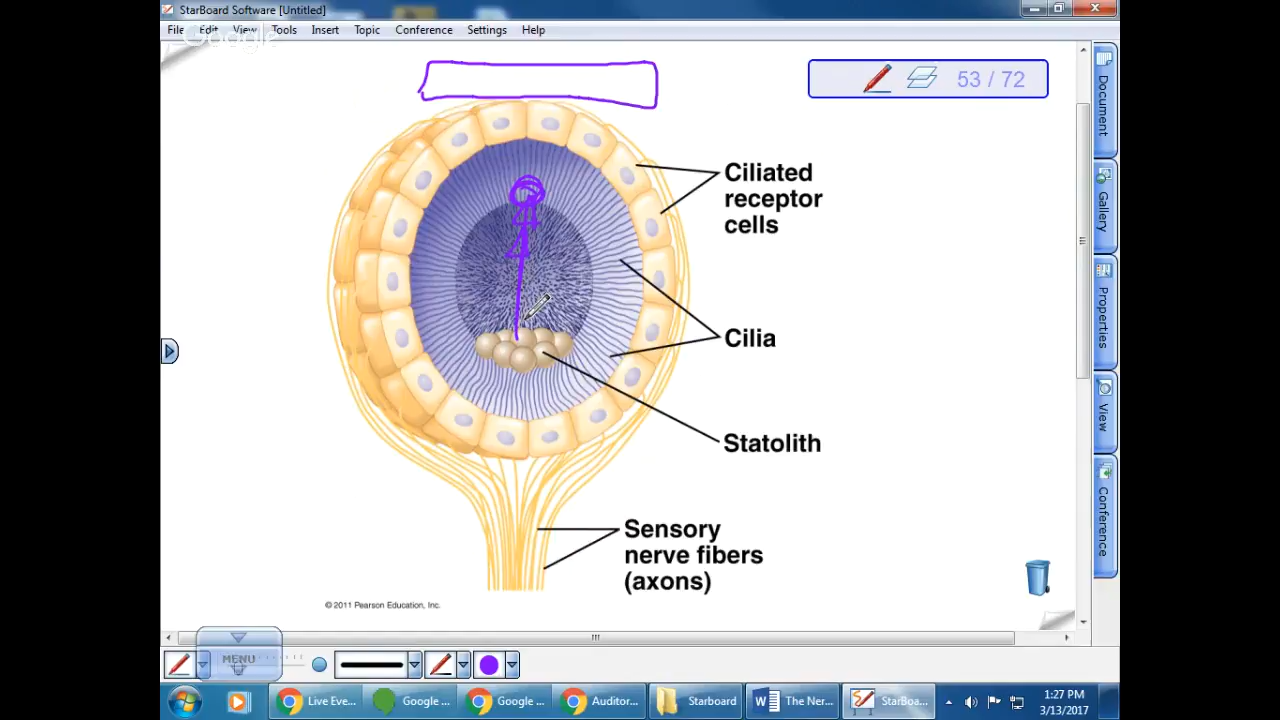 StarBoard Software [Untitled]
File Edit View Tools Insert Topic Conference Settings Help
Google
53 / 72
Document
Gallery
Properties
View
Conference
Ciliated
receptor
cells
Cilia
Statolith
Sensory
nerve fibers
(axons)
© 2011 Pearson Education, Inc.
MENU
Live Eve...
Google ...
Google ...
Auditor...
Starboard
The Ner...
StarBoa...
1:27 PM
3/13/2017